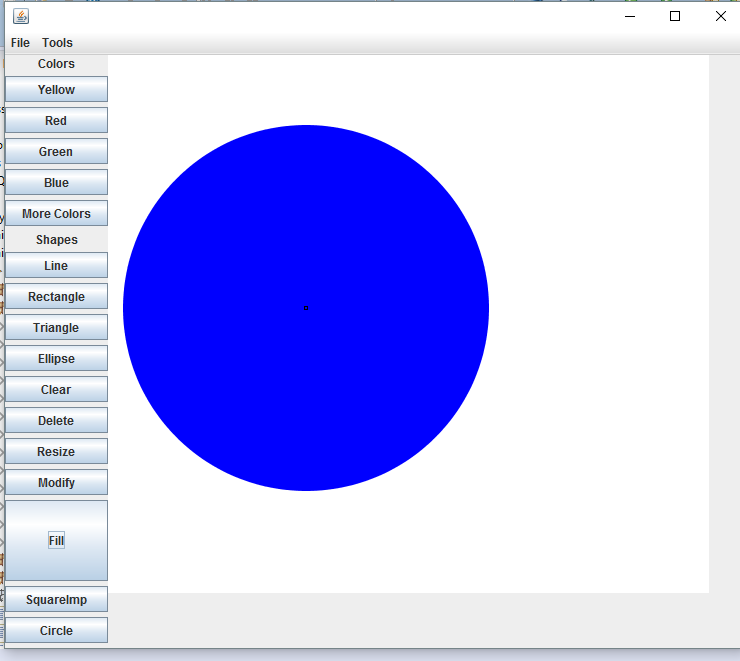 File Tools
Colors
Yellow
Red
Green
Blue
More Colors
Shapes
Line
Rectangle
Triangle
Ellipse
Clear
Delete
Resize
Modify
Fill
SquareImp
Circle